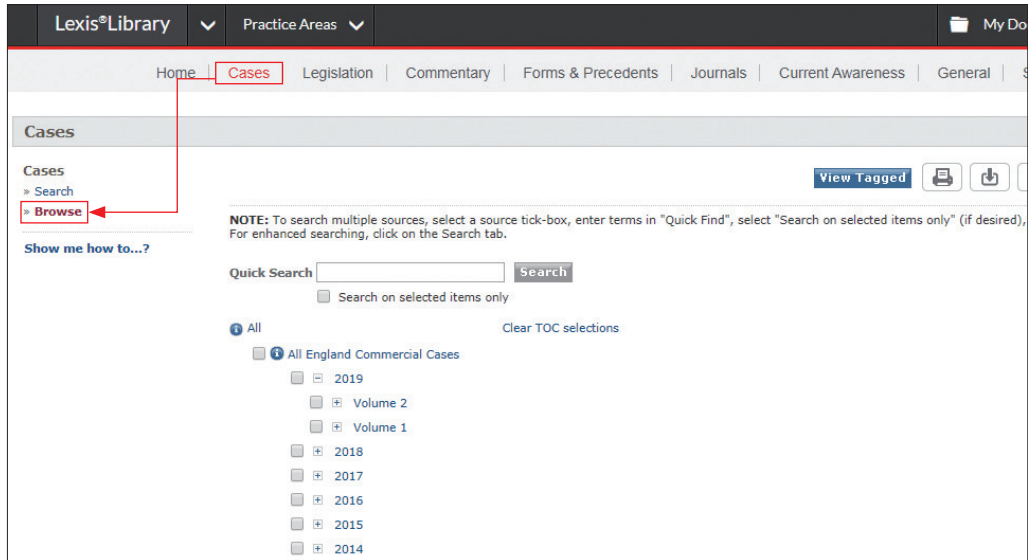 Lexis®Library Practice Areas My Do
Home Cases Legislation Commentary Forms & Precedents Journals Current Awareness General S
Cases
Cases
» Search
» Browse
Show me how to...?
View Tagged
NOTE: To search multiple sources, select a source tick-box, enter terms in "Quick Find", select "Search on selected items only" (if desired),
For enhanced searching, click on the Search tab.
Quick Search Search
Search on selected items only
All Clear TOC selections
All England Commercial Cases
2019
Volume 2
Volume 1
2018
2017
2016
2015
2014